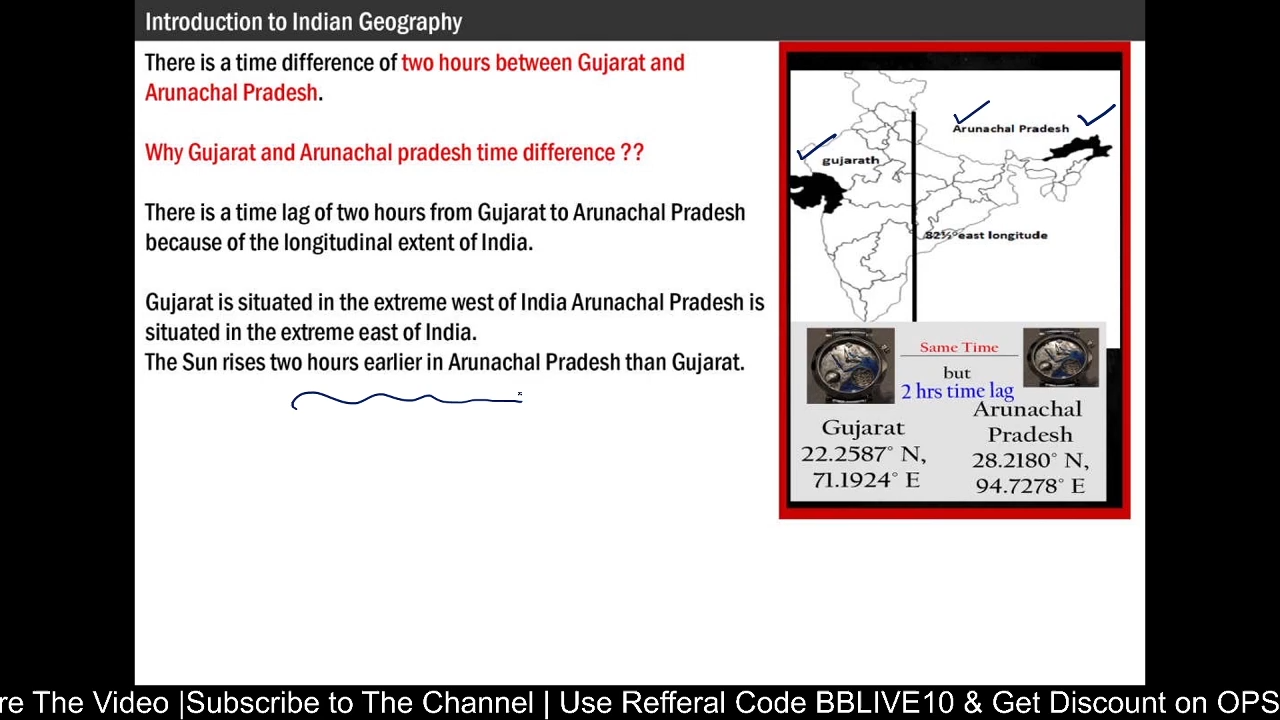 Introduction to Indian Geography
There is a time difference of two hours between Gujarat and
Arunachal Pradesh.
Why Gujarat and Arunachal pradesh time difference ??
There is a time lag of two hours from Gujarat to Arunachal Pradesh
because of the longitudinal extent of India.
Gujarat is situated in the extreme west of India Arunachal Pradesh is
situated in the extreme east of India.
The Sun rises two hours earlier in Arunachal Pradesh than Gujarat.
Arunachal Pradesh
gujarath
82½°east longitude
Same Time
but
2 hrs time lag
Gujarat
22.2587° N,
71.1924° E
Arunachal
Pradesh
28.2180° N,
94.7278° E
re The Video |Subscribe to The Channel | Use Refferal Code BBLIVE10 & Get Discount on OPS